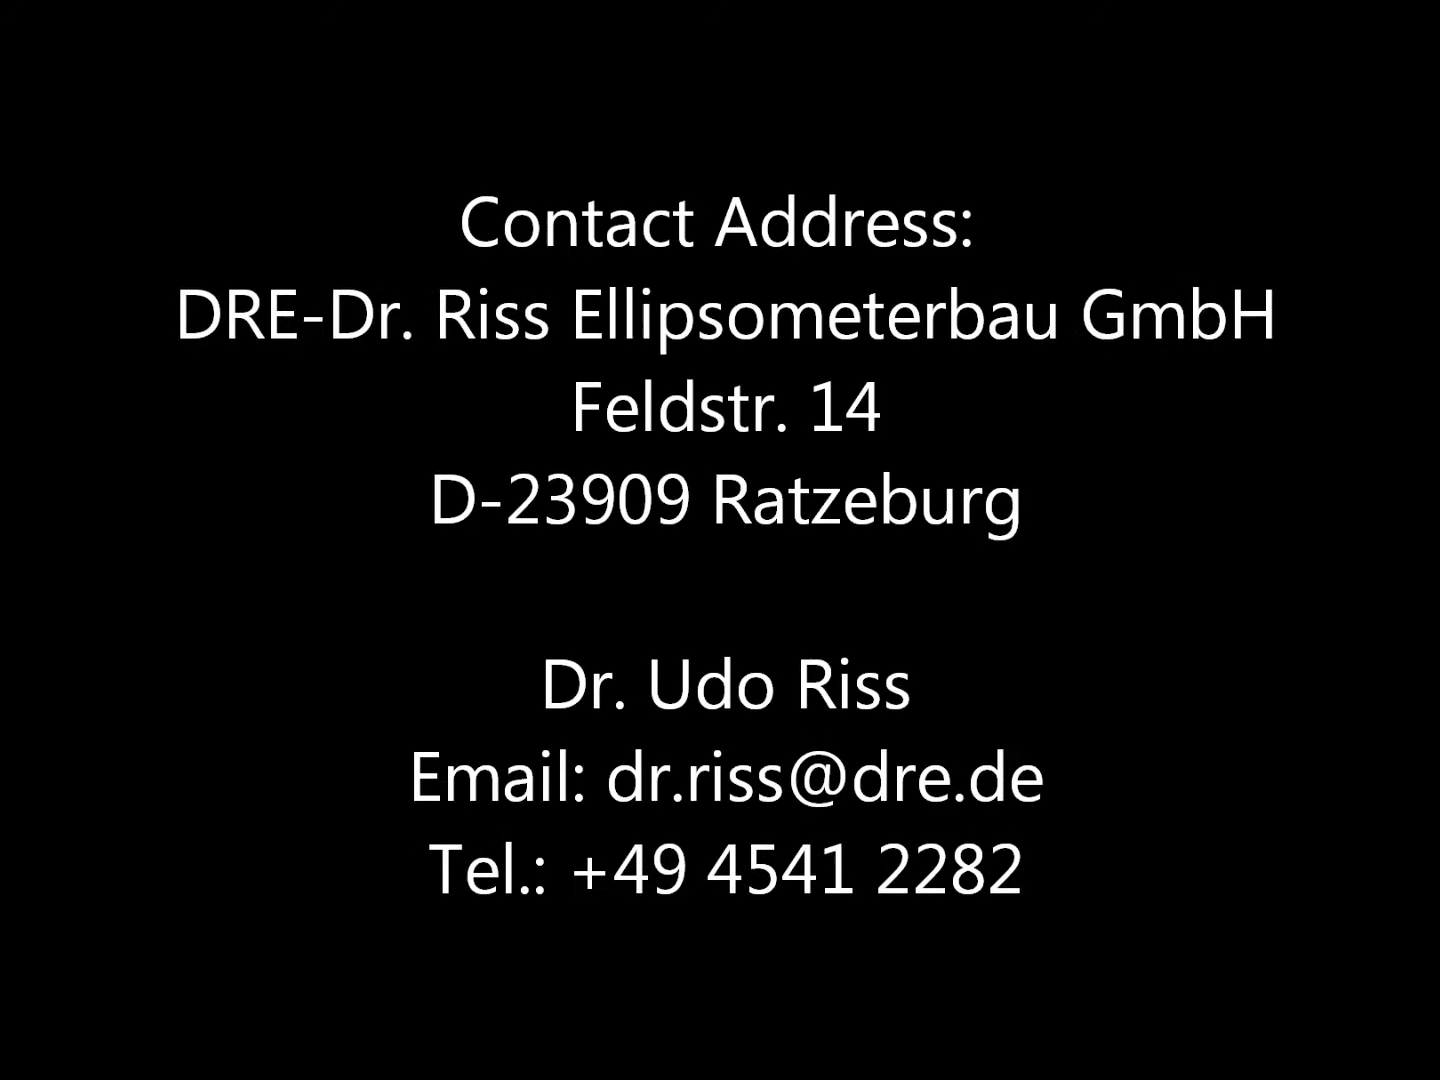 Contact Address:
DRE-Dr. Riss Ellipsometerbau GmbH
Feldstr. 14
D-23909 Ratzeburg
Dr. Udo Riss
Email: dr.riss@dre.de
Tel.: +49 4541 2282